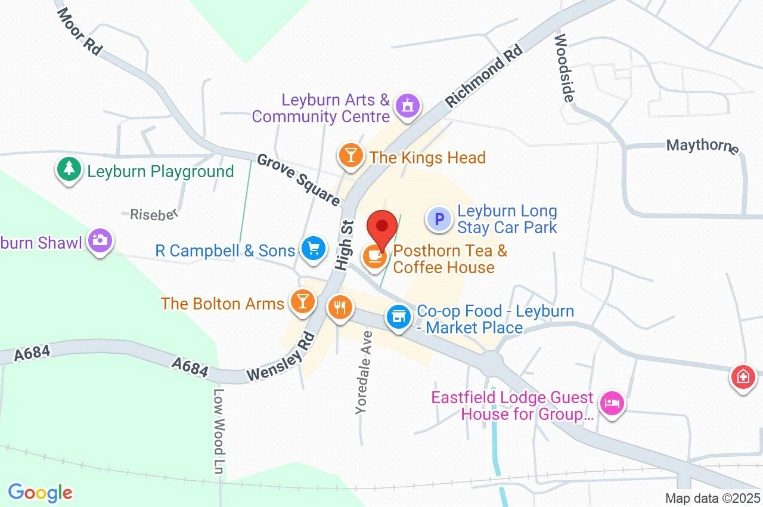 Moor Rd
Richmond Rd
Woodside
Leyburn Arts &
Community Centre
Maythorne
The Kings Head
Grove Square
Leyburn Playground
Riseber
Leyburn Long
Stay Car Park
P
burn Shawl
R Campbell & Sons
High St
Posthorn Tea &
Coffee House
The Bolton Arms
Co-op Food - Leyburn
- Market Place
A684
A684
Wensley Rd
Yoredale Ave
Low Wood Ln
Eastfield Lodge Guest
House for Group...
Google
Map data ©2025